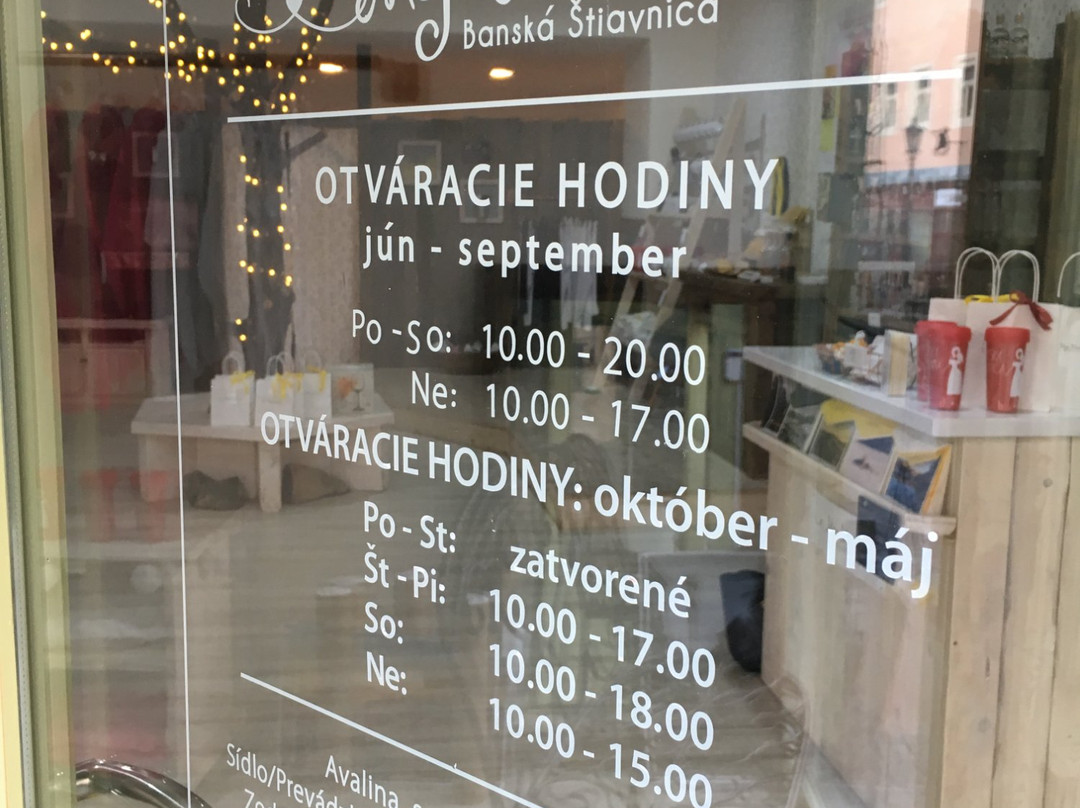 Banská Štiavnica
OTVÁRACIE HODINY
jún - september
Po - So: 10.00 - 20.00
Ne: 10.00 - 17.00
OTVÁRACIE HODINY: október - máj
Po - St: zatvorené
Št - Pi: 10.00 - 17.00
So: 10.00 - 18.00
Ne: 10.00 - 15.00
Avalina